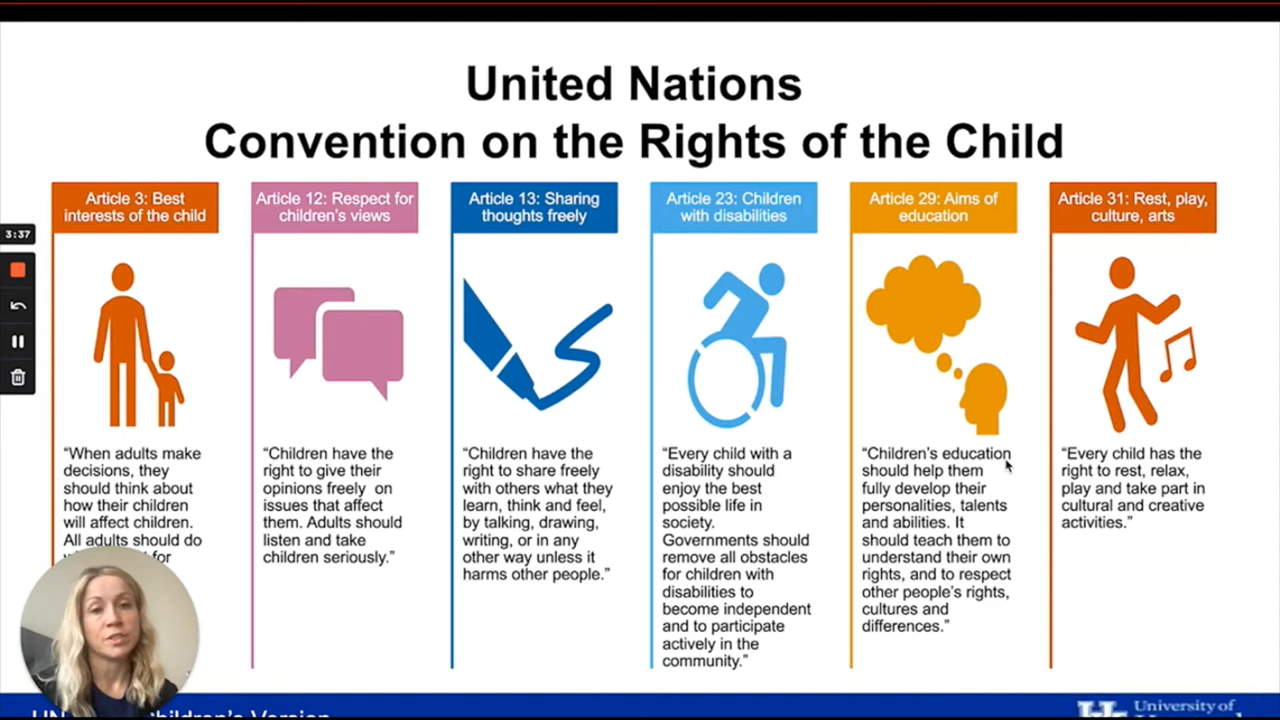 United Nations
Convention on the Rights of the Child
Article 3: Best
interests of the child
Article 12: Respect for
children's views
Article 13: Sharing
thoughts freely
Article 23: Children
with disabilities
Article 29: Aims of
education
Article 31: Rest, play,
culture, arts
3:37
“When adults make
decisions, they
should think about
how their children
will affect children.
All adults should do
for
“Children have the
right to give their
opinions freely on
issues that affect
them. Adults should
listen and take
children seriously.”
“Children have the
right to share freely
with others what they
learn, think and feel,
by talking, drawing,
writing, or in any
other way unless it
harms other people.”
“Every child with a
disability should
enjoy the best
possible life in
society.
Governments should
remove all obstacles
for children with
disabilities to
become independent
and to participate
actively in the
community.”
“Children’s education
should help them
fully develop their
personalities, talents
and abilities. It
should teach them to
understand their own
rights, and to respect
other people’s rights,
cultures and
differences.”
“Every child has the
right to rest, relax,
play and take part in
cultural and creative
activities.”
UN Children's Version
University of